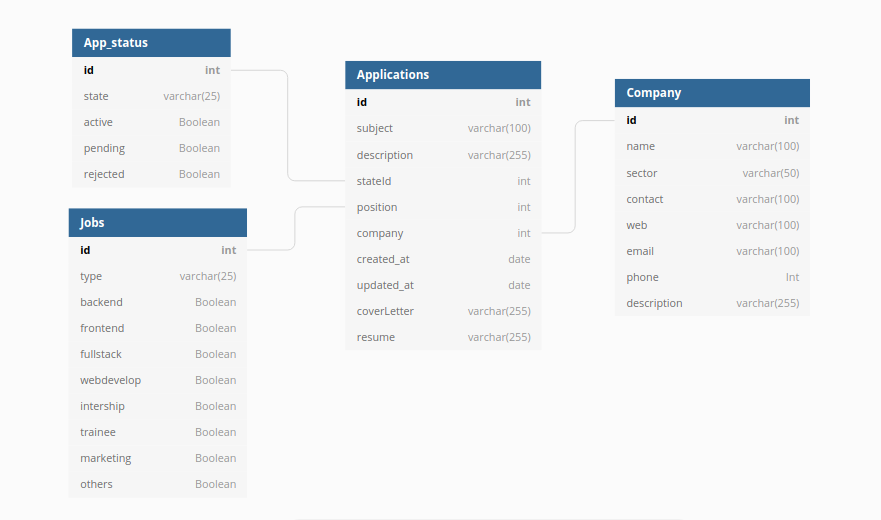 App_status
id int
state varchar(25)
active Boolean
pending Boolean
rejected Boolean
Jobs
id int
type varchar(25)
backend Boolean
frontend Boolean
fullstack Boolean
webdevelop Boolean
intership Boolean
trainee Boolean
marketing Boolean
others Boolean
Applications
id int
subject varchar(100)
description varchar(255)
stateId int
position int
company int
created_at date
updated_at date
coverLetter varchar(255)
resume varchar(255)
Company
id int
name varchar(100)
sector varchar(50)
contact varchar(100)
web varchar(100)
email varchar(100)
phone Int
description varchar(255)